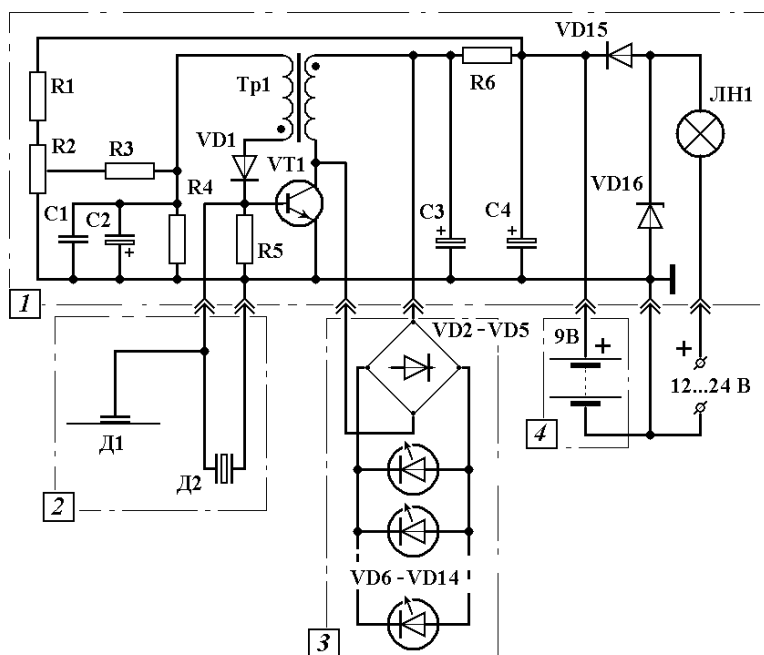 VD15
R1
Тр1
R6
ЛН1
VD1
R2
R3
VT1
VD16
R4
C1
C2
C3
C4
+
+
+
R5
1
VD2 - VD5
9В
+
+
12...24 В
Д1
4
Д2
2
VD6 - VD14
3